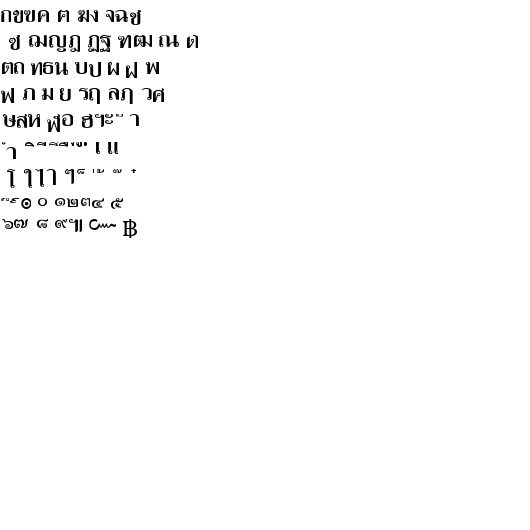 กขฃค ฅ ฆง จฉช
ซ ฌญฎ ฏฐ ฑฒ ณ ด
ตถ ทธน บป ผ ฝ พ
ฟ ภ ม ย รฤ ลฦ วศ
ษสห ฬอ ฮฯะ ั า
ำ ิ ี ึ ื ุ ู ฺ เ แ
โ ใไๅ ๆ ็ ่ ้ ๊ ๋
์ ํ ๎๏ ๐ ๑๒๓๔ ๕
๖๗ ๘ ๙๚ ๛ ฿